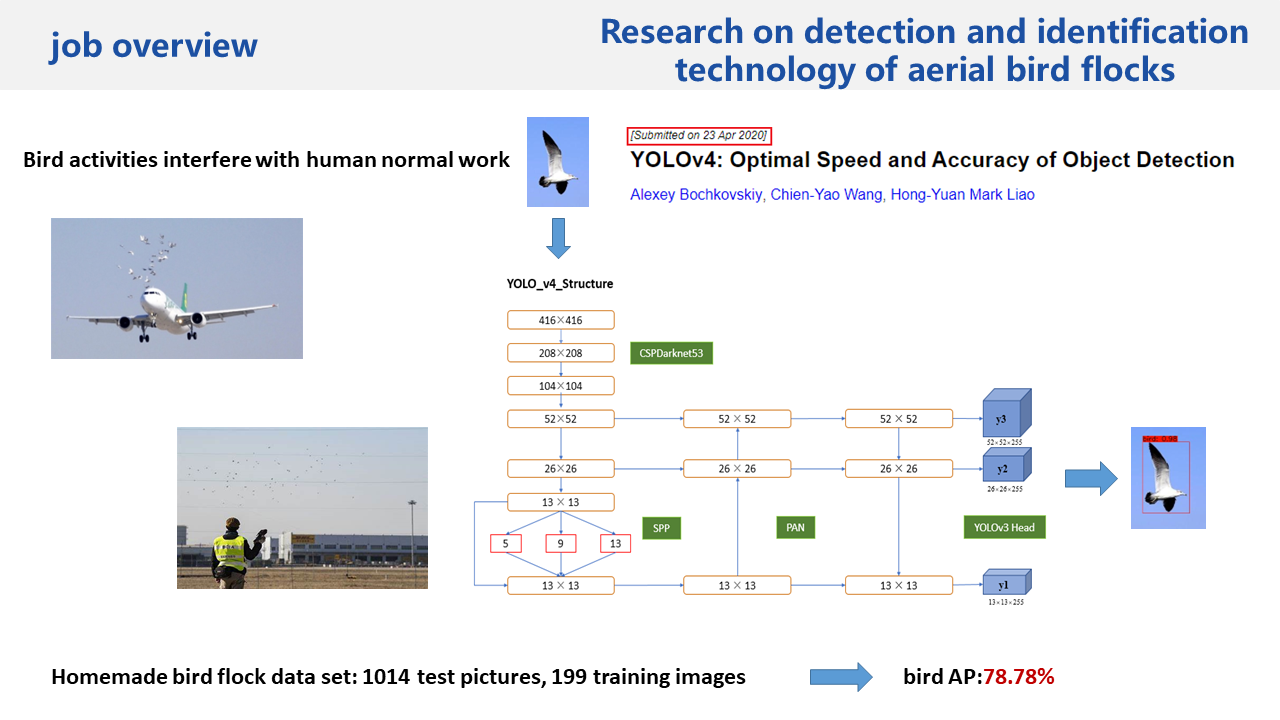 job overview
Research on detection and identification
technology of aerial bird flocks
Bird activities interfere with human normal work
[Submitted on 23 Apr 2020]
YOLOv4: Optimal Speed and Accuracy of Object Detection
Alexey Bochkovskiy, Chien-Yao Wang, Hong-Yuan Mark Liao
YOLO_v4_Structure
416×416
208×208
CSPDarknet53
104×104
52×52
52 × 52
52 × 52
y3
52×52×255
26×26
26 × 26
26 × 26
y2
26×26×255
bird: 0.98
13 × 13
SPP
PAN
YOLOv3 Head
5
9
13
13 × 13
13 × 13
13 × 13
y1
13×13×255
Homemade bird flock data set: 1014 test pictures, 199 training images
bird AP:78.78%